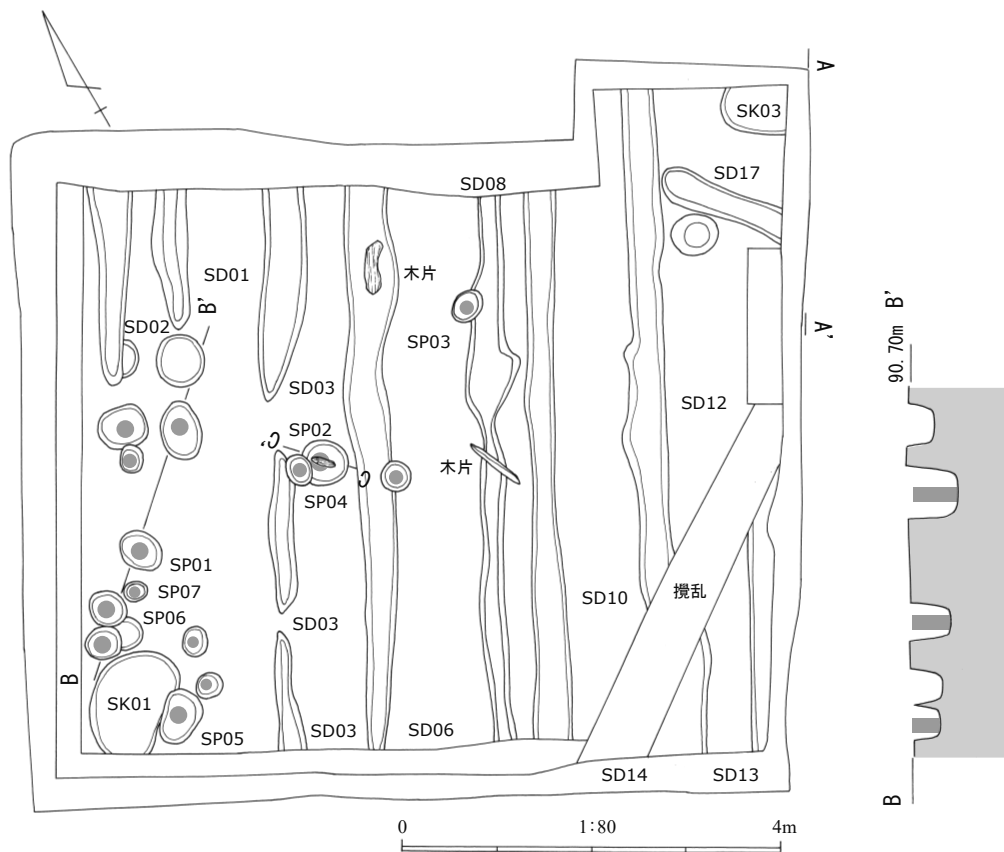 A
SK03
SD17
SD08
木片
SD01
B'
SD02
SP03
A'
B'
90.70m
SD03
SD12
SP02
C'
木片
C
SP04
SP01
SP07
SD10
攪乱
SP06
SD03
B
SK01
SP05
SD03
SD06
SD14
SD13
B
0
1:80
4m